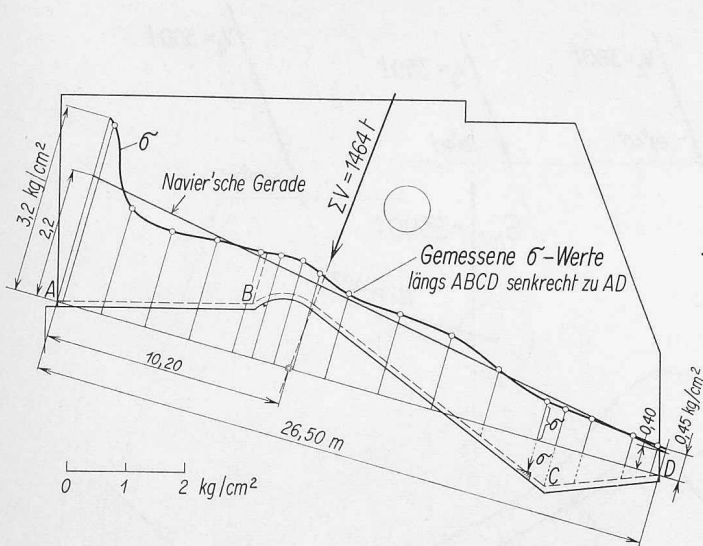 3,2 kg/cm²
2,2
σ
Navier'sche Gerade
ΣV = 1464 t
Gemessene σ-Werte
längs ABCD senkrecht zu AD
A
B
10,20
26,50 m
σ
σ
C
D
0,40
0,45 kg/cm²
0 1 2 kg/cm²